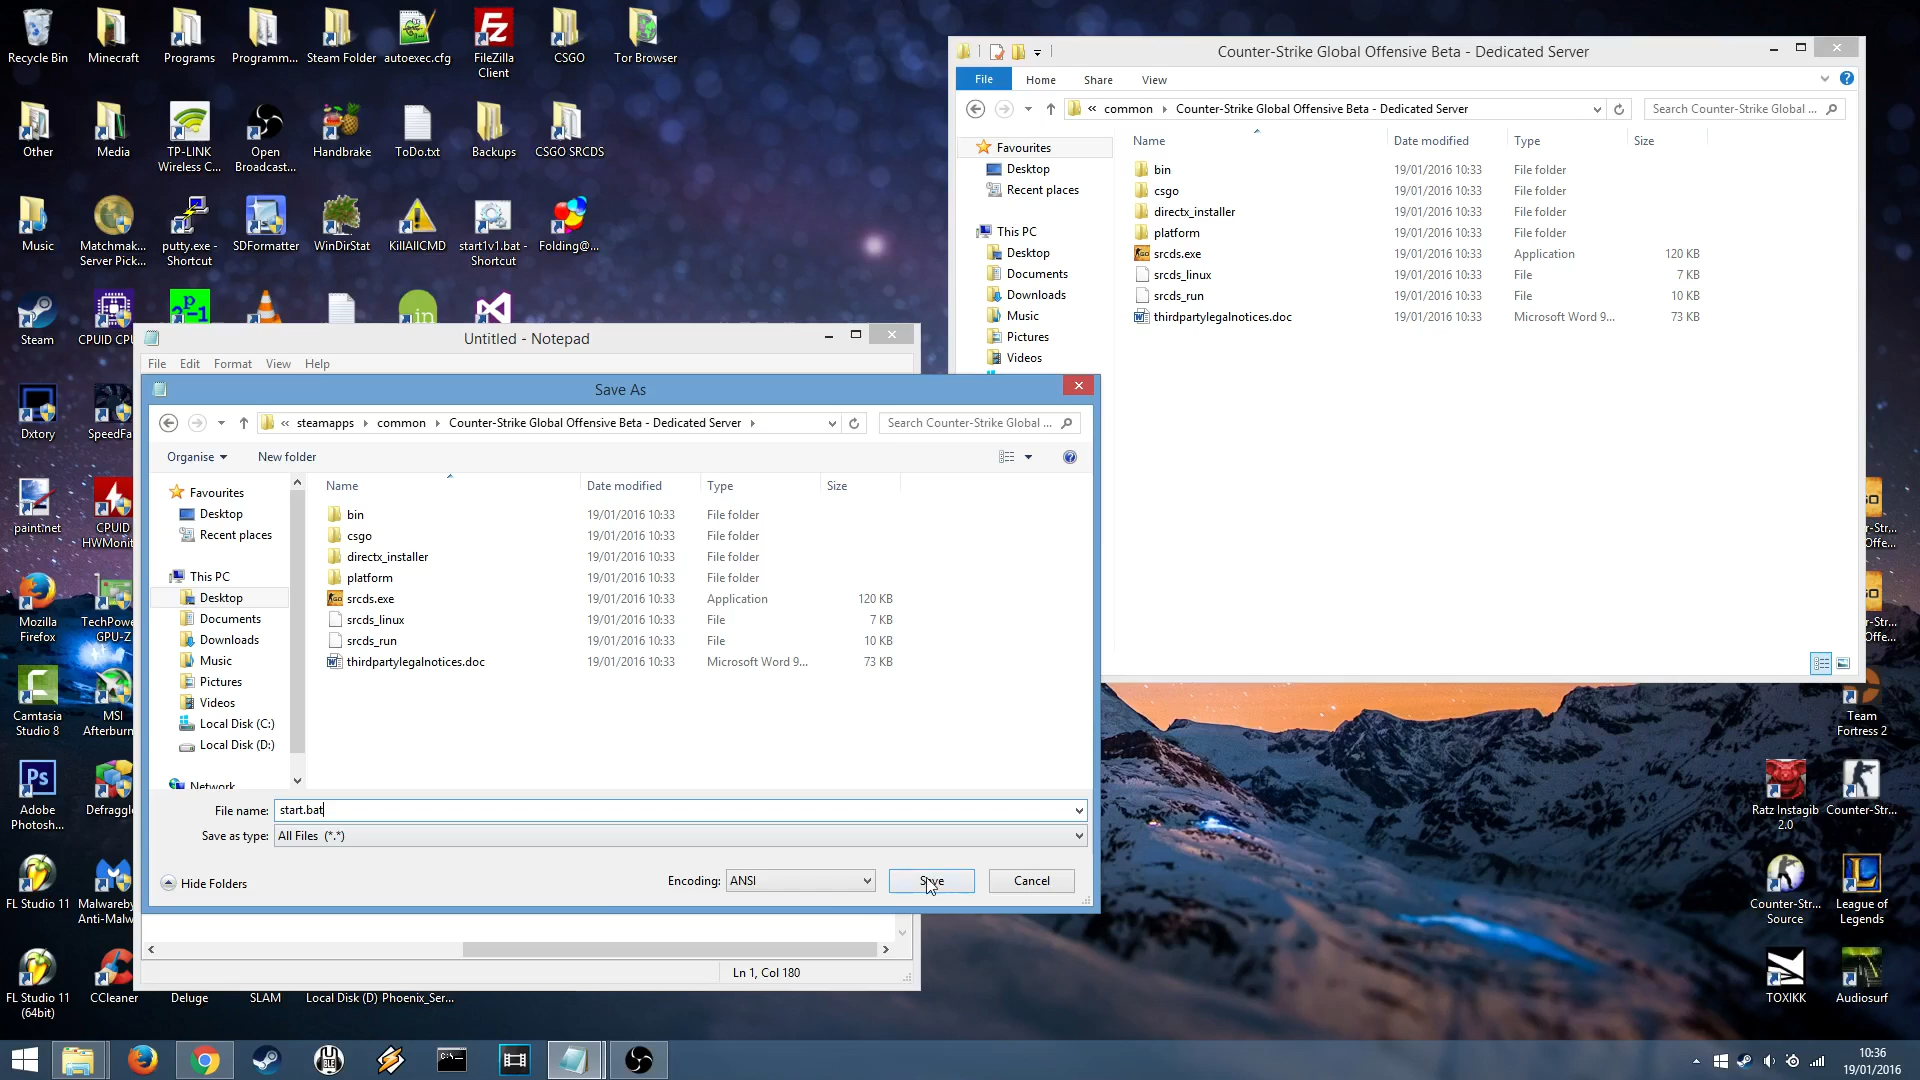 Recycle Bin
Minecraft
Programs
Programm...
Steam Folder
autoexec.cfg
FileZilla
Client
CSGO
Tor Browser
Other
Media
TP-LINK
Wireless C...
Open
Broadcast...
Handbrake
ToDo.txt
Backups
CSGO SRCDS
Music
Matchmak...
Server Pick...
putty.exe -
Shortcut
SDFormatter
WinDirStat
KillAllCMD
start1v1.bat -
Shortcut
Folding@...
Steam
CPUID CPU
Dxtory
SpeedFa
paint.net
CPUID
HWMonit
Mozilla
Firefox
TechPowe
GPU-Z
Camtasia
Studio 8
MSI
Afterburn
Adobe
Photosh...
Defraggle
FL Studio 11
Malwareby
Anti-Malw
FL Studio 11
(64bit)
CCleaner
Deluge
SLAM
Local Disk (D)
Phoenix_Ser...
Counter-Strike Global Offensive Beta - Dedicated Server
File
Home
Share
View
« common
Counter-Strike Global Offensive Beta - Dedicated Server
Search Counter-Strike Global ...
Name
Date modified
Type
Size
Favourites
Desktop
Recent places
This PC
Desktop
Documents
Downloads
Music
Pictures
Videos
bin 19/01/2016 10:33 File folder
csgo 19/01/2016 10:33 File folder
directx_installer 19/01/2016 10:33 File folder
platform 19/01/2016 10:33 File folder
srcds.exe 19/01/2016 10:33 Application 120 KB
srcds_linux 19/01/2016 10:33 File 7 KB
srcds_run 19/01/2016 10:33 File 10 KB
thirdpartylegalnotices.doc 19/01/2016 10:33 Microsoft Word 9... 73 KB
Untitled - Notepad
File
Edit
Format
View
Help
Save As
« steamapps
common
Counter-Strike Global Offensive Beta - Dedicated Server
Search Counter-Strike Global ...
Organise
New folder
Name
Date modified
Type
Size
Favourites
Desktop
Recent places
This PC
Desktop
Documents
Downloads
Music
Pictures
Videos
Local Disk (C:)
Local Disk (D:)
Network
bin 19/01/2016 10:33 File folder
csgo 19/01/2016 10:33 File folder
directx_installer 19/01/2016 10:33 File folder
platform 19/01/2016 10:33 File folder
srcds.exe 19/01/2016 10:33 Application 120 KB
srcds_linux 19/01/2016 10:33 File 7 KB
srcds_run 19/01/2016 10:33 File 10 KB
thirdpartylegalnotices.doc 19/01/2016 10:33 Microsoft Word 9... 73 KB
File name: start.bat
Save as type: All Files (*.*)
Hide Folders
Encoding: ANSI
Save
Cancel
Ln 1, Col 180
r-Str...
Offe...
r-Str...
Offe...
Team
Fortress 2
Ratz Instagib
2.0
Counter-Str...
Counter-Str...
Source
League of
Legends
TOXIKK
Audiosurf
10:36
19/01/2016